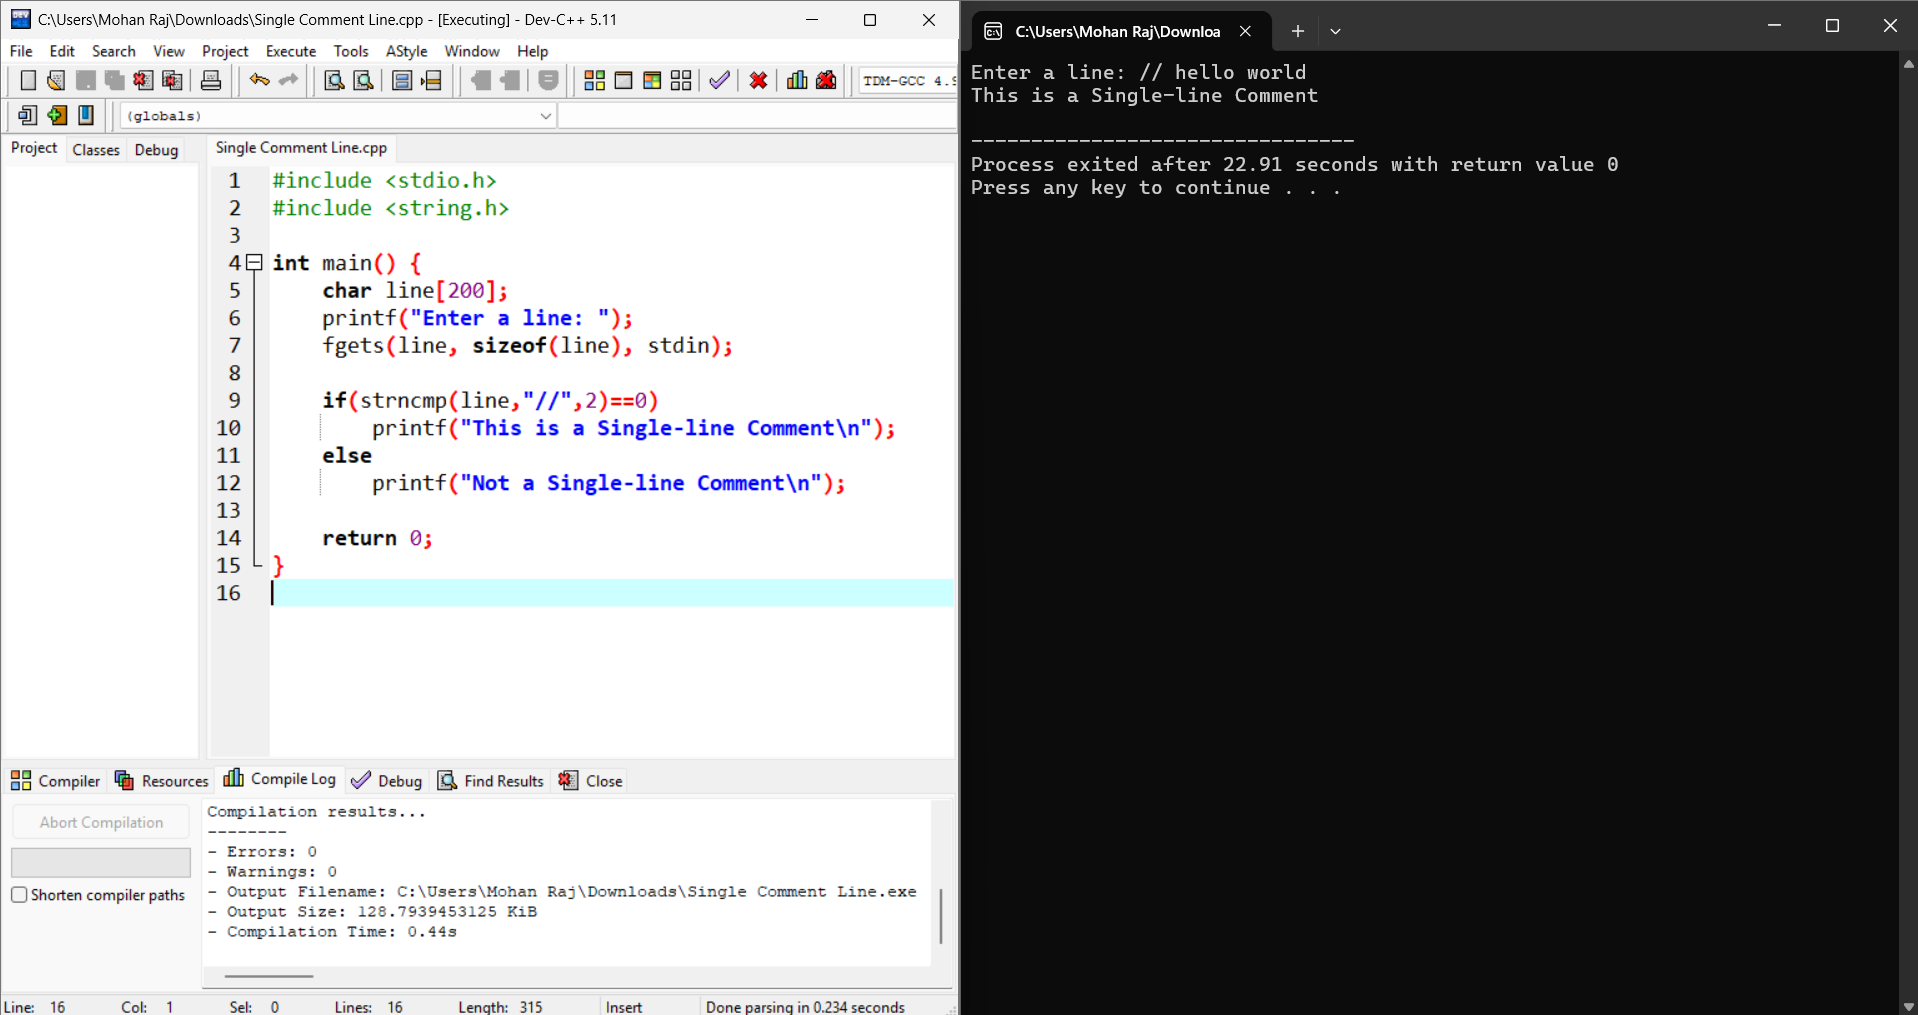 C:\Users\Mohan Raj\Downloads\Single Comment Line.cpp - [Executing] - Dev-C++ 5.11
File Edit Search View Project Execute Tools AStyle Window Help
TDM-GCC 4.9
(globals)
Project Classes Debug
Single Comment Line.cpp
1 #include <stdio.h>
2 #include <string.h>
3
4 int main() {
5 char line[200];
6 printf("Enter a line: ");
7 fgets(line, sizeof(line), stdin);
8
9 if(strncmp(line,"//",2)==0)
10 printf("This is a Single-line Comment\n");
11 else
12 printf("Not a Single-line Comment\n");
13
14 return 0;
15 }
16
Compiler Resources Compile Log Debug Find Results Close
Abort Compilation
Shorten compiler paths
Compilation results...
--------
- Errors: 0
- Warnings: 0
- Output Filename: C:\Users\Mohan Raj\Downloads\Single Comment Line.exe
- Output Size: 128.7939453125 KiB
- Compilation Time: 0.44s
Line: 16 Col: 1 Sel: 0 Lines: 16 Length: 315 Insert Done parsing in 0.234 seconds
C:\Users\Mohan Raj\Downloa
Enter a line: // hello world
This is a Single-line Comment
--------------------------------
Process exited after 22.91 seconds with return value 0
Press any key to continue . . .